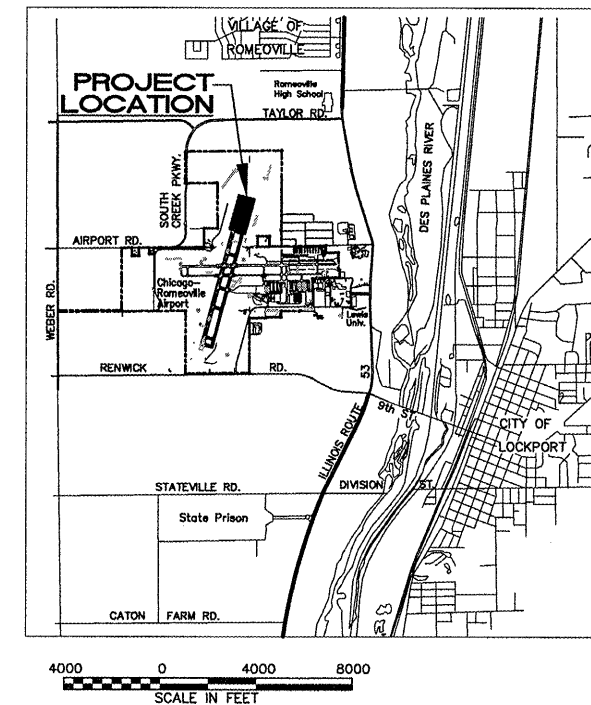 VILLAGE OF
ROMEOVILLE
PROJECT
LOCATION
Romeoville
High School
TAYLOR RD.
SOUTH
CREEK PKWY.
DES PLAINES RIVER
AIRPORT RD.
WEBER RD.
Chicago-
Romeoville
Airport
Lewis
Univ.
RENWICK RD.
53
9th ST
ILLINOIS ROUTE
CITY OF
LOCKPORT
STATEVILLE RD.
DIVISION ST.
State Prison
CATON FARM RD.
4000 0 4000 8000
SCALE IN FEET